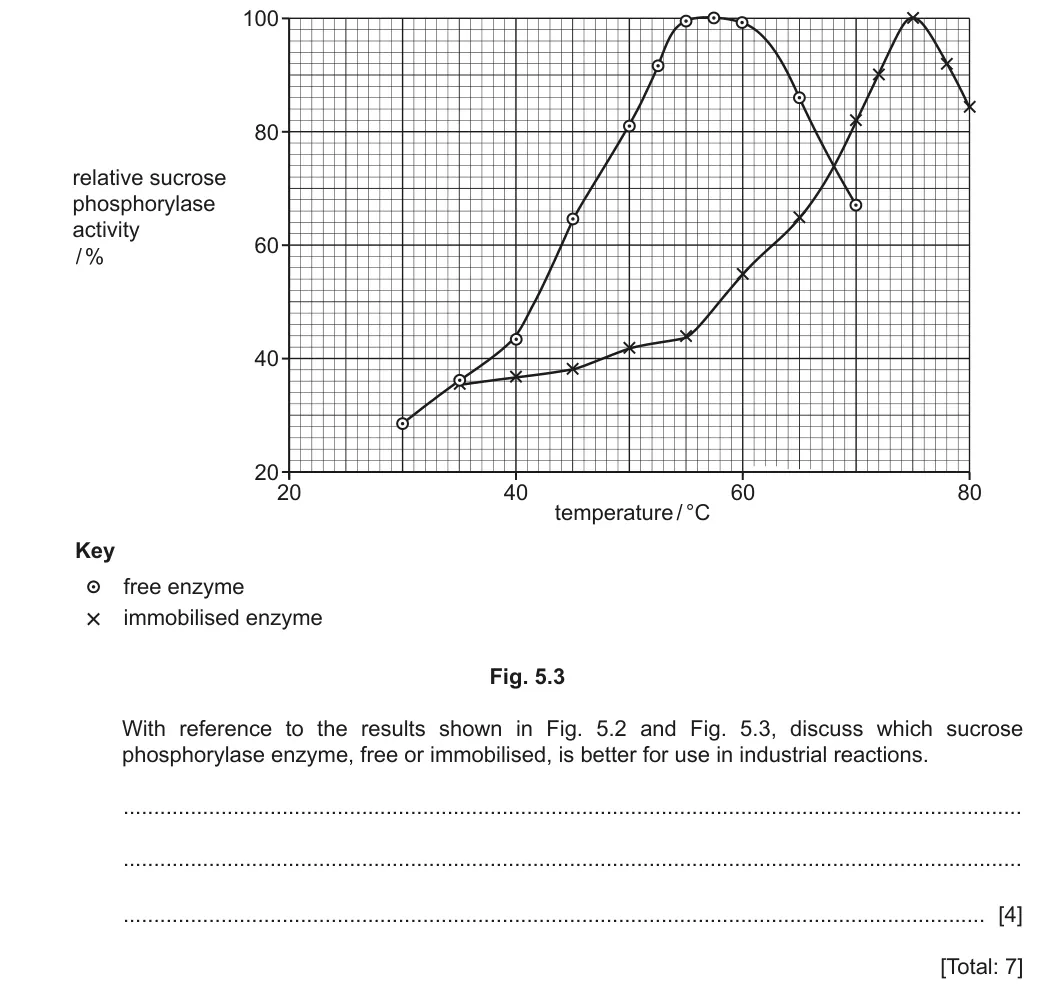 100
80
relative sucrose
phosphorylase
activity
/ %
60
40
20
20 40 60 80
temperature / °C
Key
free enzyme
immobilised enzyme
Fig. 5.3
With reference to the results shown in Fig. 5.2 and Fig. 5.3, discuss which sucrose
phosphorylase enzyme, free or immobilised, is better for use in industrial reactions.
[4]
[Total: 7]